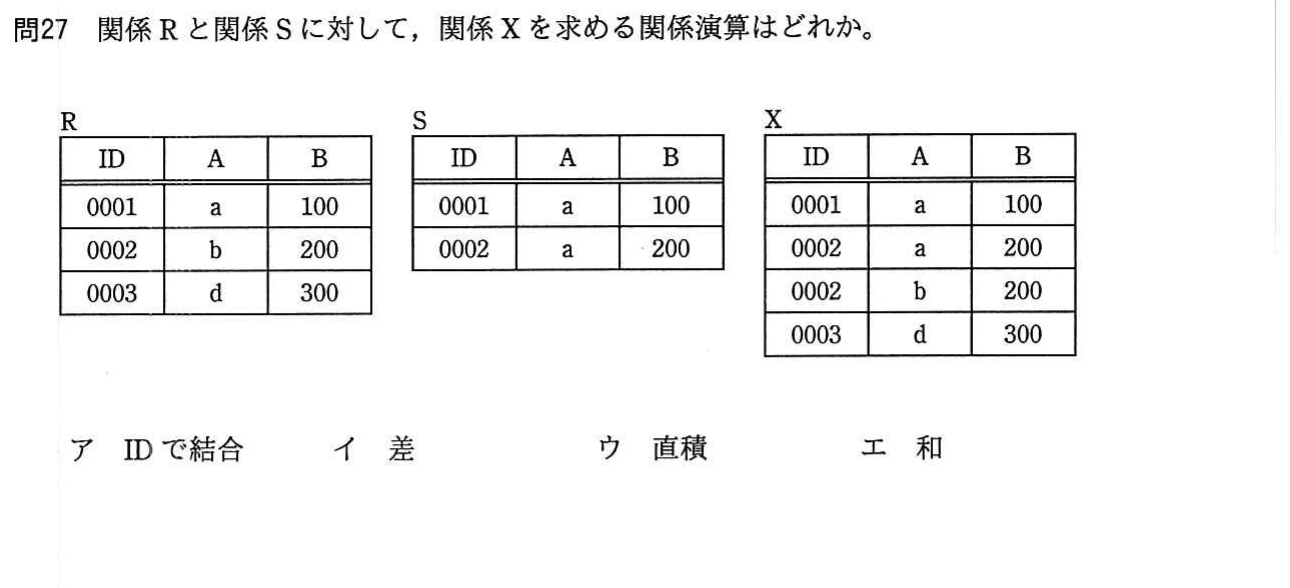 問27 関係 R と関係 S に対して，関係 X を求める関係演算はどれか。
R
ID A B
0001 a 100
0002 b 200
0003 d 300
S
ID A B
0001 a 100
0002 a 200
X
ID A B
0001 a 100
0002 a 200
0002 b 200
0003 d 300
ア ID で結合 イ 差 ウ 直積 エ 和